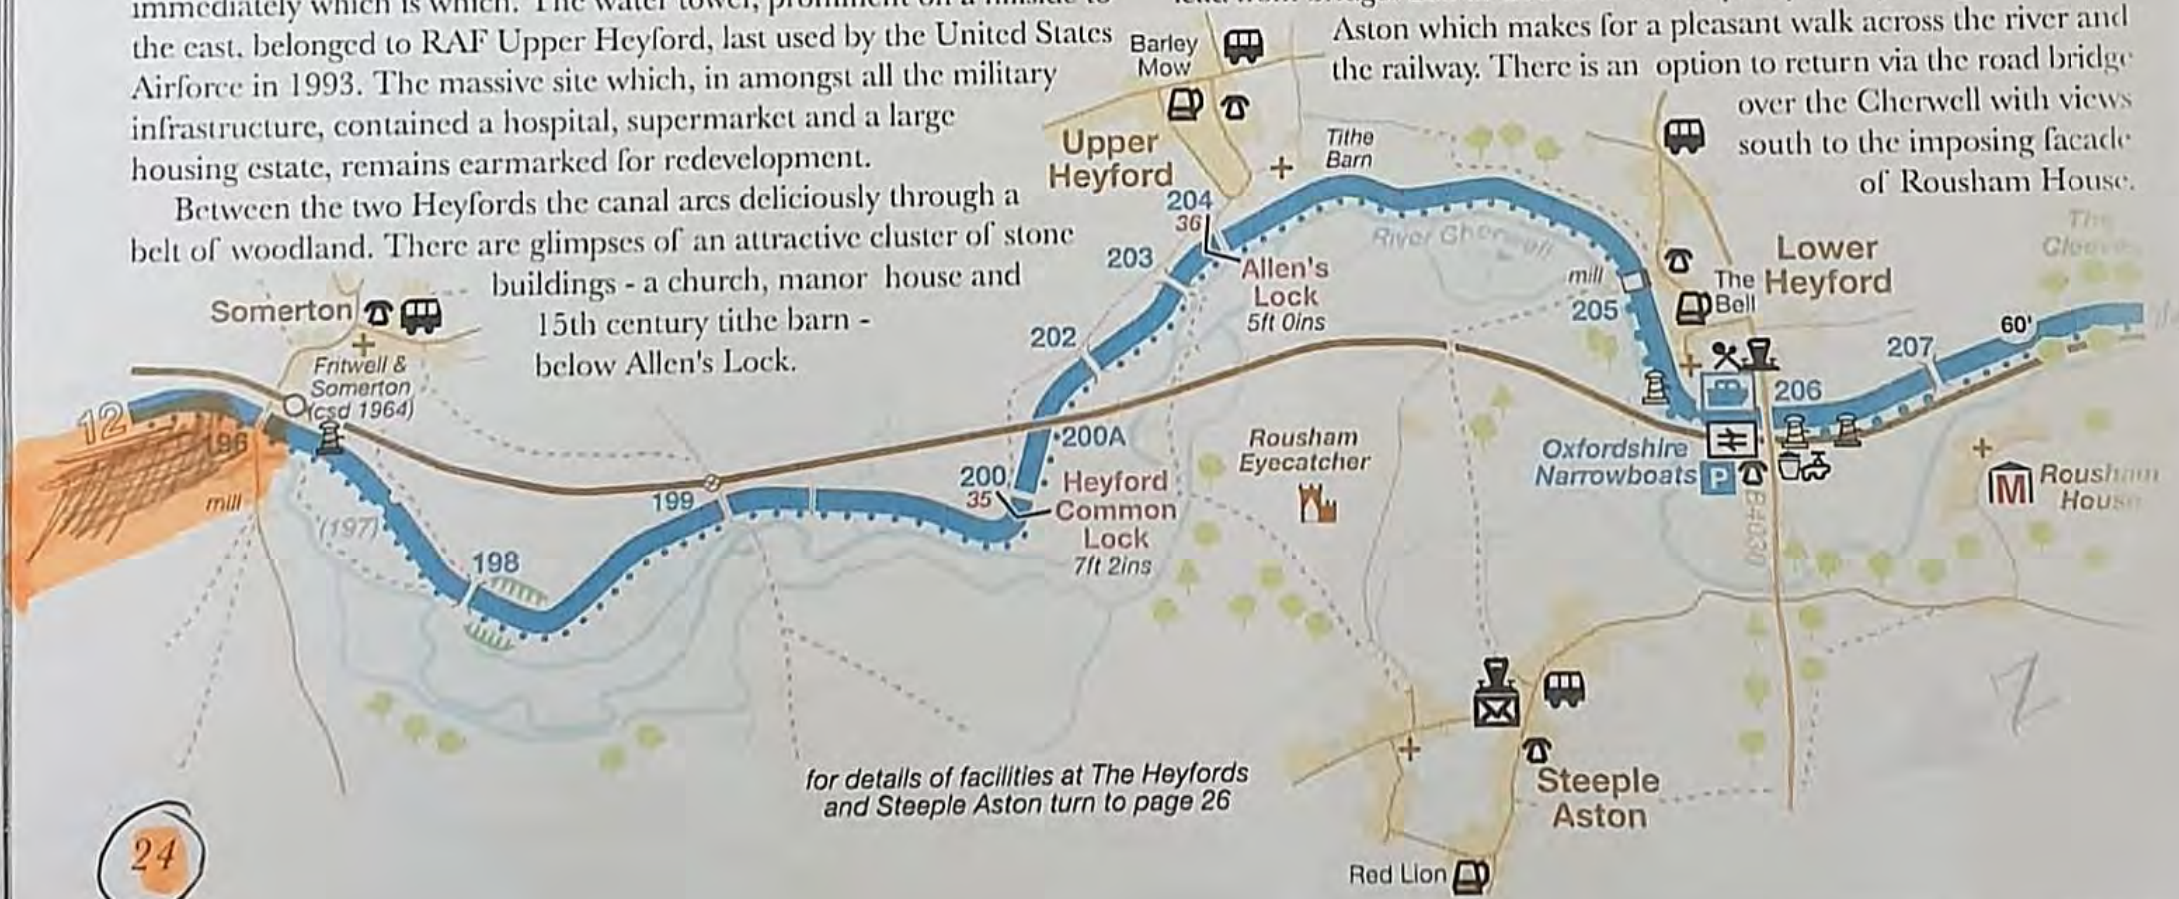 immediately which is which. The water tower, prominent on a hillside to
the east, belonged to RAF Upper Heyford, last used by the United States
Airforce in 1993. The massive site which, in amongst all the military
infrastructure, contained a hospital, supermarket and a large
housing estate, remains earmarked for redevelopment.
Between the two Heyfords the canal arcs deliciously through a
belt of woodland. There are glimpses of an attractive cluster of stone
buildings - a church, manor house and
15th century tithe barn -
below Allen's Lock.
Aston which makes for a pleasant walk across the river and
the railway. There is an option to return via the road bridge
over the Cherwell with views
south to the imposing facade
of Rousham House.
Barley
Mow
Upper
Heyford
Tithe
Barn
204
36
203
Allen's
Lock
5ft 0ins
River Cherwell
mill
205
The
Bell
Lower
Heyford
The
207
60'
206
202
Somerton
Fritwell &
Somerton
(csd 1964)
12
196
mill
(197)
198
199
200
35
200A
Heyford
Common
Lock
7ft 2ins
Rousham
Eyecatcher
Oxfordshire
Narrowboats
P
B4030
M
Rousham
House
Steeple
Aston
Red Lion
for details of facilities at The Heyfords
and Steeple Aston turn to page 26
24